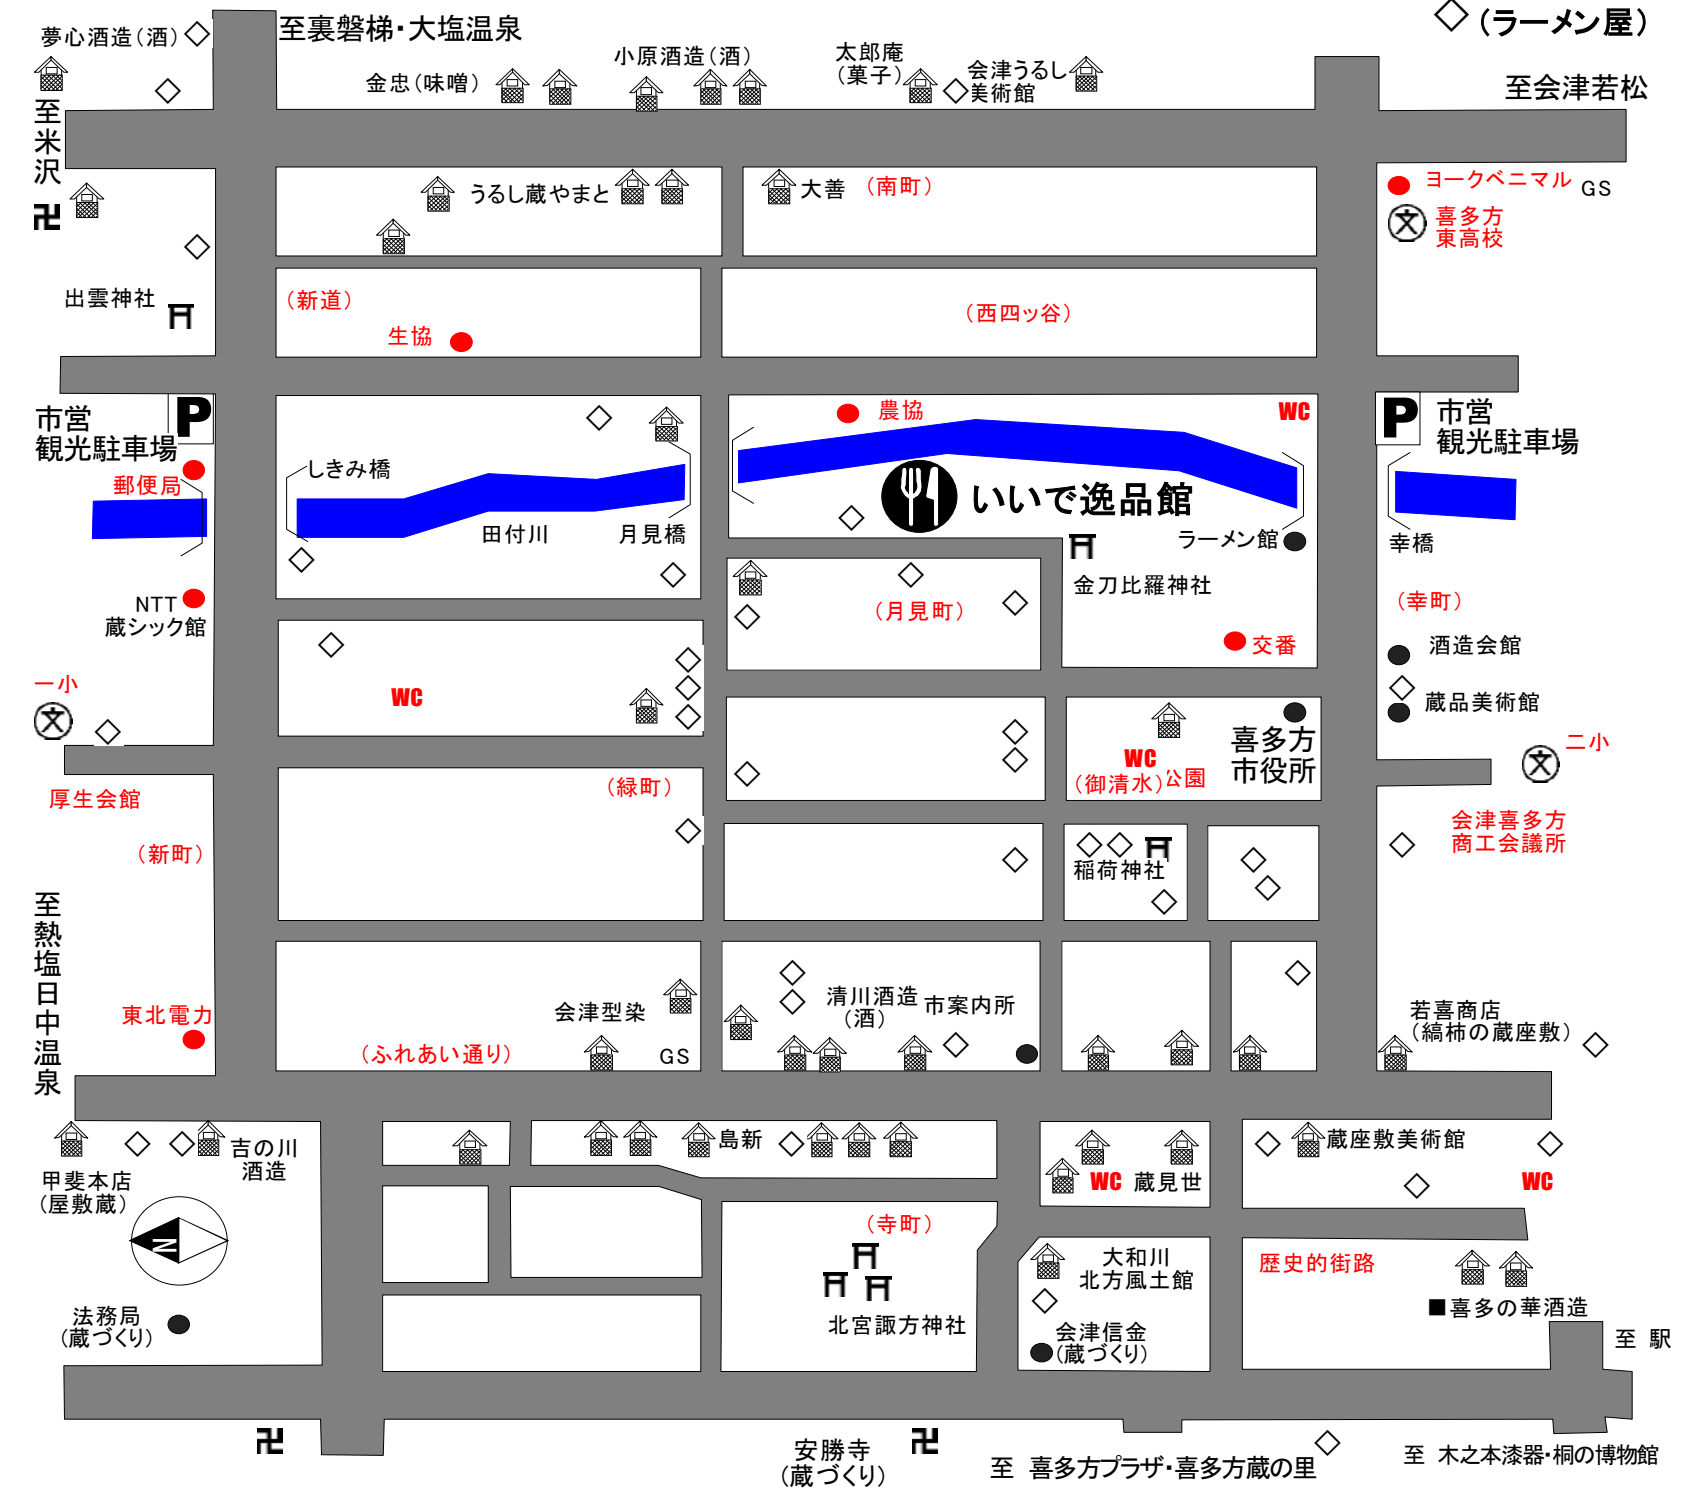 夢心酒造(酒)
至裏磐梯・大塩温泉
◇(ラーメン屋)
金忠(味噌)
小原酒造(酒)
太郎庵
(菓子)
会津うるし
美術館
至会津若松
至米沢
うるし蔵やまと
大善
(南町)
ヨークベニマル
GS
文
喜多方
東高校
出雲神社
(新道)
生協
(西四ッ谷)
P
市営
観光駐車場
郵便局
しきみ橋
田付川
月見橋
農協
WC
いいで逸品館
ラーメン館
金刀比羅神社
交番
P
市営
観光駐車場
幸橋
(幸町)
NTT
蔵シック館
(月見町)
酒造会館
蔵品美術館
一小
文
WC
WC
(御清水)公園
喜多方
市役所
二小
文
厚生会館
(緑町)
(新町)
稲荷神社
会津喜多方
商工会議所
至熱塩日中温泉
東北電力
(ふれあい通り)
会津型染
GS
清川酒造
(酒)
市案内所
若喜商店
(縞柿の蔵座敷)
甲斐本店
(屋敷蔵)
吉の川
酒造
島新
WC
蔵見世
蔵座敷美術館
WC
N
(寺町)
北宮諏方神社
大和川
北方風土館
会津信金
(蔵づくり)
歴史的街路
■喜多の華酒造
法務局
(蔵づくり)
至 駅
安勝寺
(蔵づくり)
至 喜多方プラザ・喜多方蔵の里
至 木之本漆器・桐の博物館